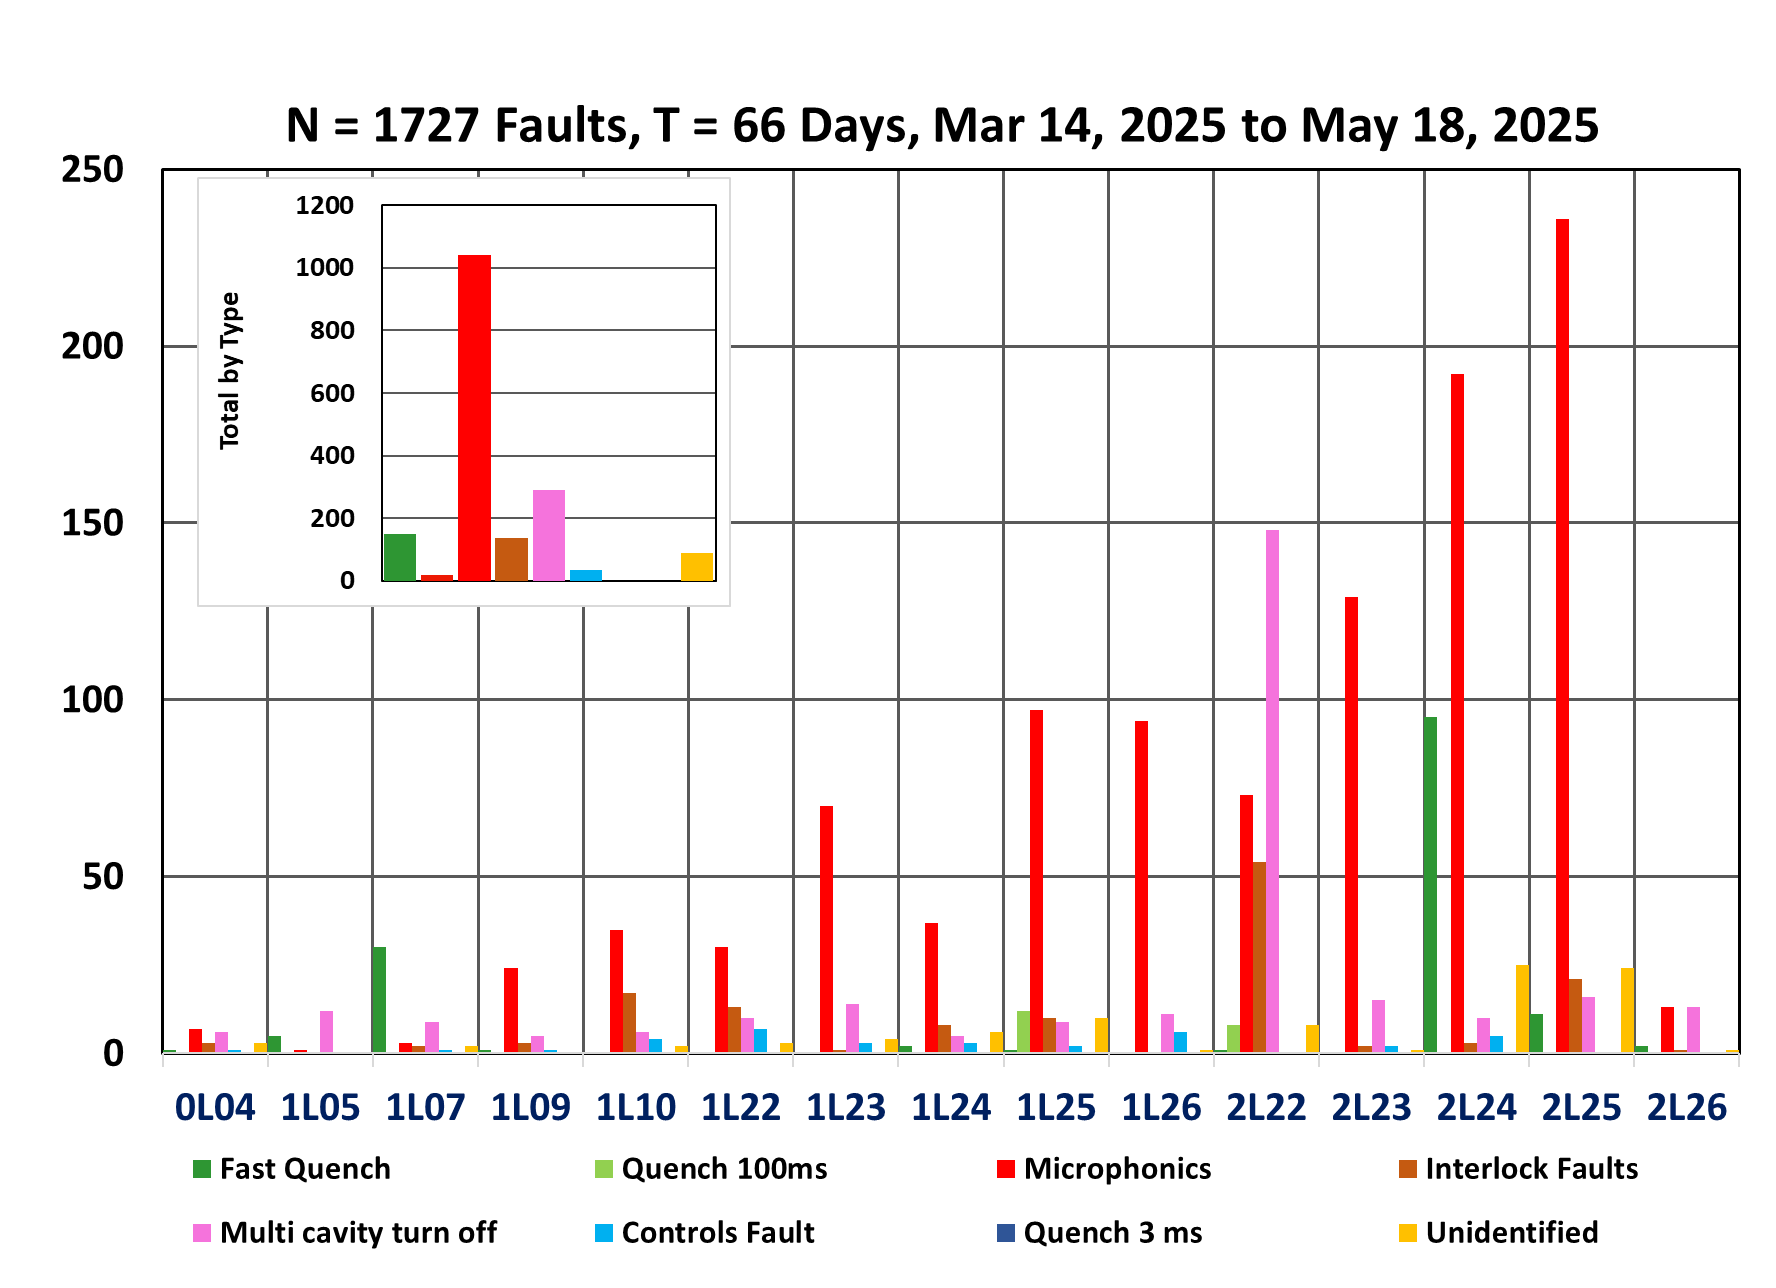 N = 1727 Faults, T = 66 Days, Mar 14, 2025 to May 18, 2025
250
200
150
100
50
0
Total by Type
1200
1000
800
600
400
200
0
0L04 1L05 1L07 1L09 1L10 1L22 1L23 1L24 1L25 1L26 2L22 2L23 2L24 2L25 2L26
Fast Quench Quench 100ms Microphonics Interlock Faults
Multi cavity turn off Controls Fault Quench 3 ms Unidentified